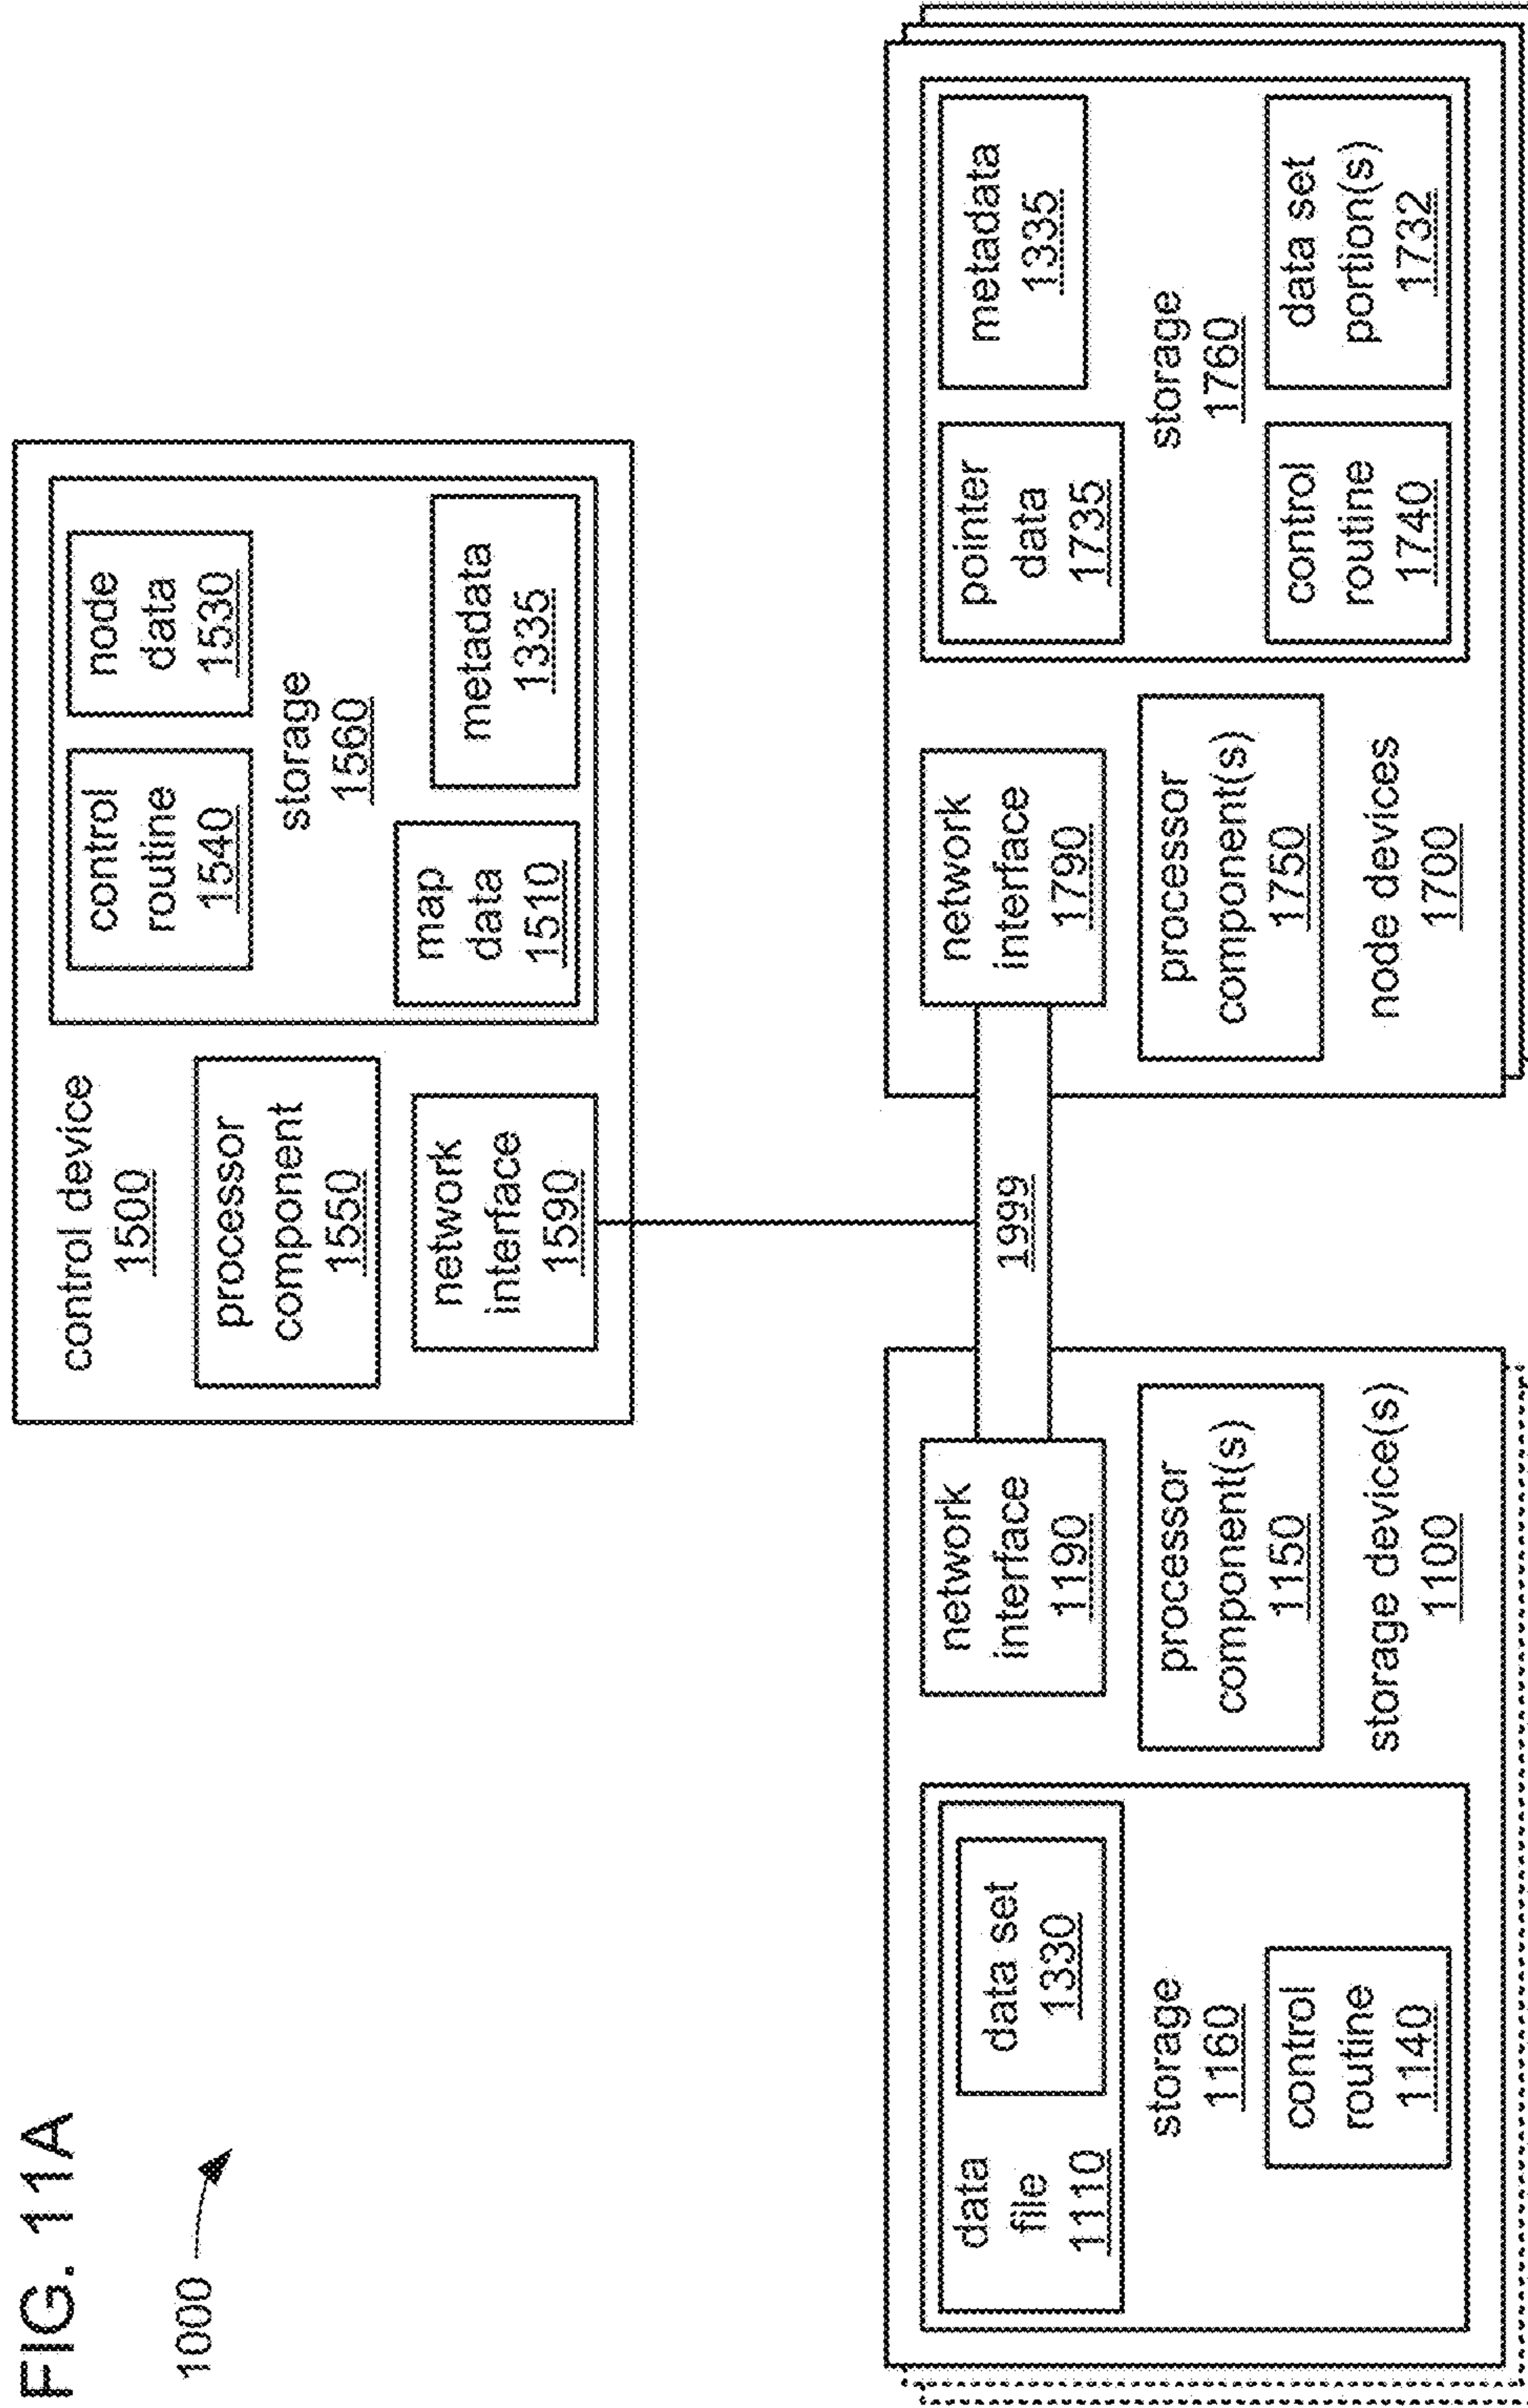 FIG. 11A
1000
control device
1500
processor
component
1550
network
interface
1590
control
routine
1540
node
data
1530
storage
1560
map
data
1510
metadata
1335
data
file
1110
data set
1330
storage
1160
control
routine
1140
network
interface
1190
processor
component(s)
1150
storage device(s)
1100
1999
network
interface
1790
processor
component(s)
1750
node devices
1700
pointer
data
1735
metadata
1335
storage
1760
control
routine
1740
data set
portion(s)
1732